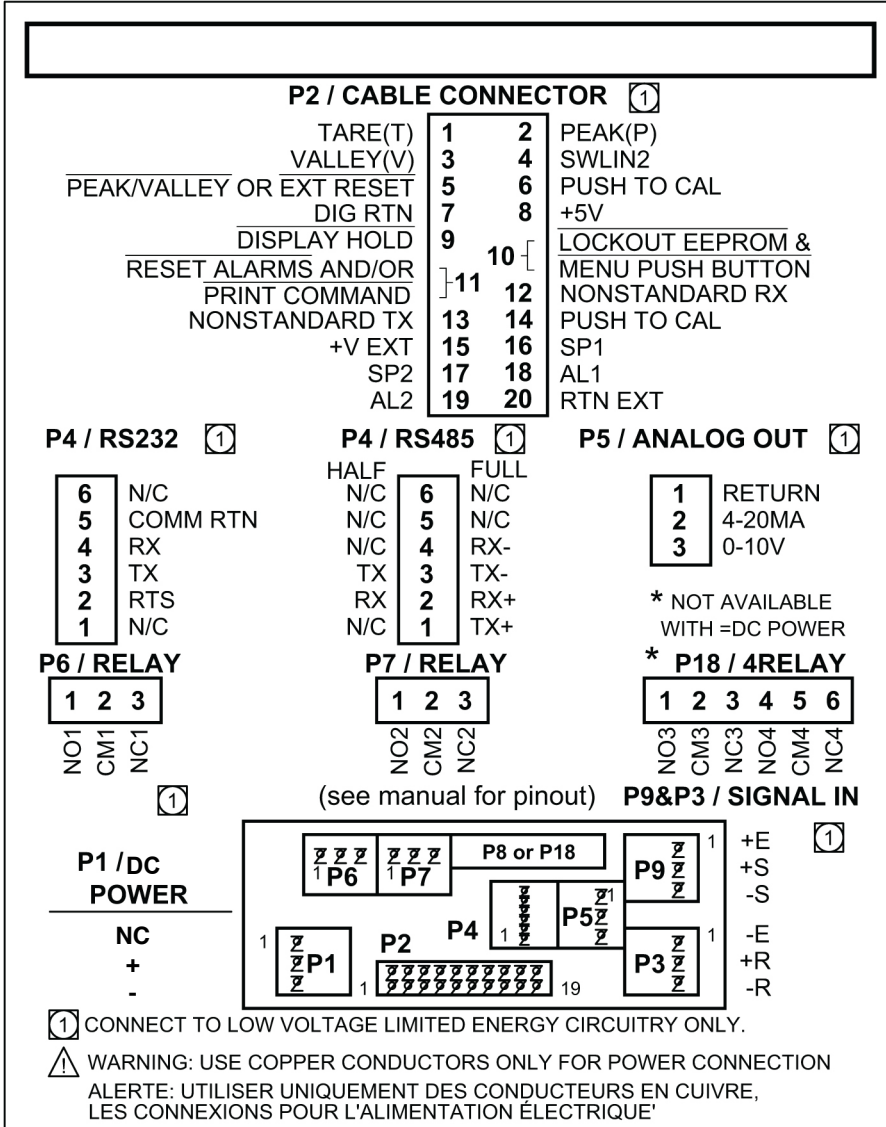 P2 / CABLE CONNECTOR 1
TARE(T) 1 2 PEAK(P)
VALLEY(V) 3 4 SWLIN2
PEAK/VALLEY OR EXT RESET 5 6 PUSH TO CAL
DIG RTN 7 8 +5V
DISPLAY HOLD 9 10 LOCKOUT EEPROM &
MENU PUSH BUTTON
RESET ALARMS AND/OR
PRINT COMMAND 11 12 NONSTANDARD RX
NONSTANDARD TX 13 14 PUSH TO CAL
+V EXT 15 16 SP1
SP2 17 18 AL1
AL2 19 20 RTN EXT
P4 / RS232 1
6 N/C
5 COMM RTN
4 RX
3 TX
2 RTS
1 N/C
P4 / RS485 1
HALF FULL
N/C 6 N/C
N/C 5 N/C
N/C 4 RX-
TX 3 TX-
RX 2 RX+
N/C 1 TX+
P5 / ANALOG OUT 1
1 RETURN
2 4-20MA
3 0-10V
* NOT AVAILABLE
WITH =DC POWER
P6 / RELAY
1 2 3
NO1 CM1 NC1
P7 / RELAY
1 2 3
NO2 CM2 NC2
* P18 / 4RELAY
1 2 3 4 5 6
NO3 CM3 NC3 NO4 CM4 NC4
1
(see manual for pinout)
P9&P3 / SIGNAL IN
P1 / DC
POWER
NC
+
-
1 P6
1 P7
P8 or P18
P9 1
P4 1
P5 1
1 P1
P2
1 19
P3 1
+E 1
+S
-S
-E
+R
-R
1 CONNECT TO LOW VOLTAGE LIMITED ENERGY CIRCUITRY ONLY.
! WARNING: USE COPPER CONDUCTORS ONLY FOR POWER CONNECTION
ALERTE: UTILISER UNIQUEMENT DES CONDUCTEURS EN CUIVRE,
LES CONNEXIONS POUR L'ALIMENTATION ÉLECTRIQUE'